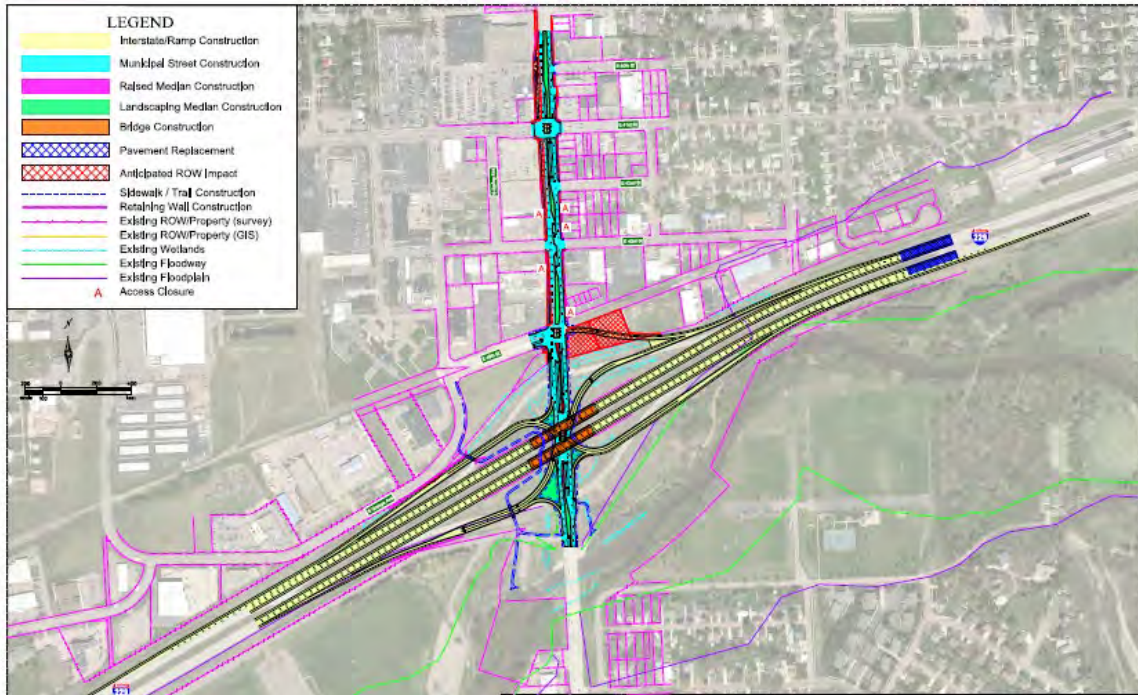 LEGEND
Interstate/Ramp Construction
Municipal Street Construction
Raised Median Construction
Landscaping Median Construction
Bridge Construction
Pavement Replacement
Anticipated ROW Impact
Sidewalk / Trail Construction
Retaining Wall Construction
Existing ROW/Property (survey)
Existing ROW/Property (GIS)
Existing Wetlands
Existing Floodway
Existing Floodplain
A Access Closure
N
A
A
A
A
A
229
229